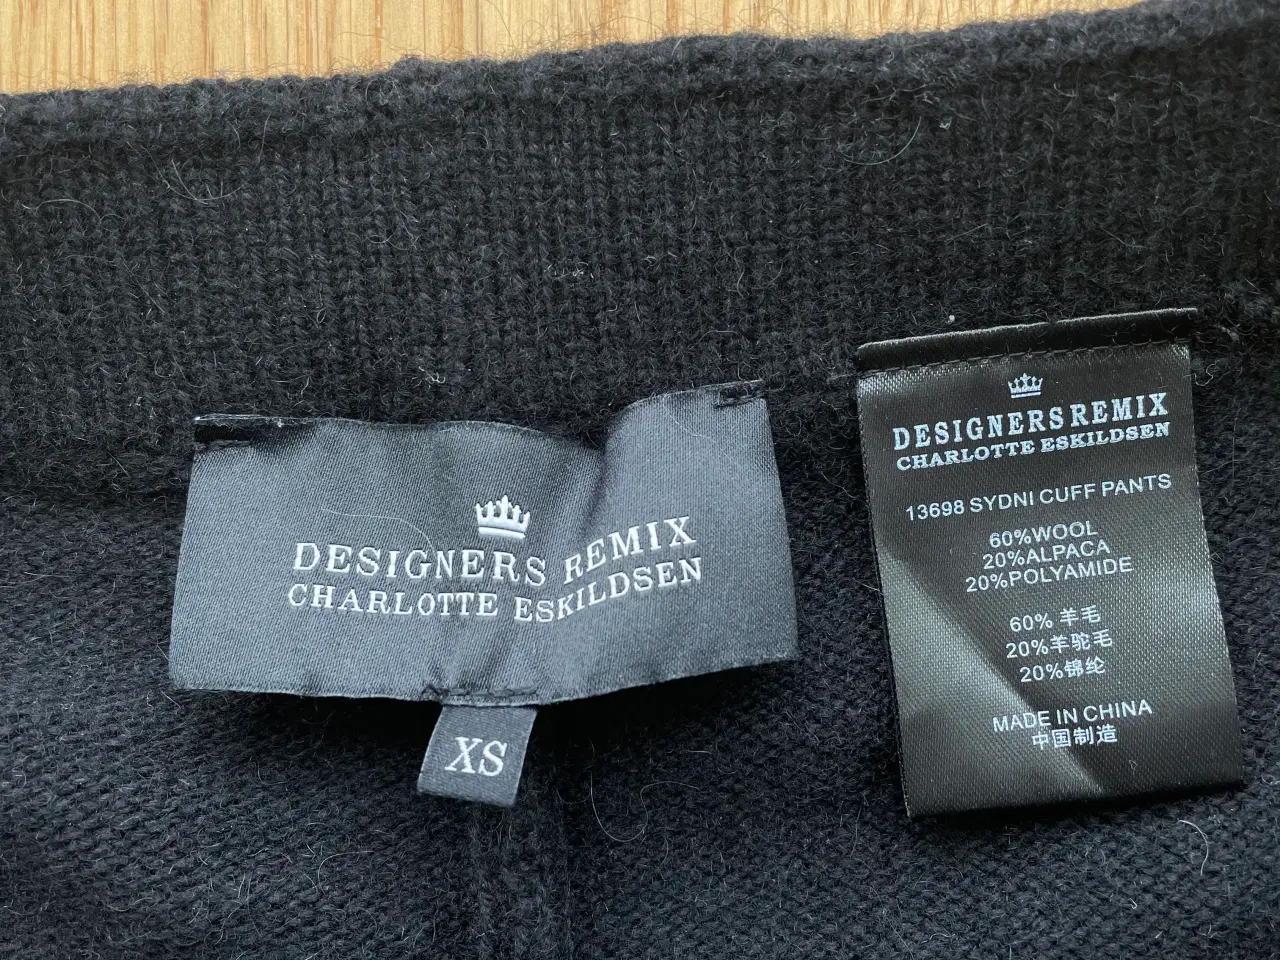 DESIGNERS REMIX
CHARLOTTE ESKILDSEN
XS
DESIGNERS REMIX
CHARLOTTE ESKILDSEN
13698 SYDNI CUFF PANTS
60%WOOL
20%ALPACA
20%POLYAMIDE
60% 羊毛
20%羊驼毛
20%锦纶
MADE IN CHINA
中国制造